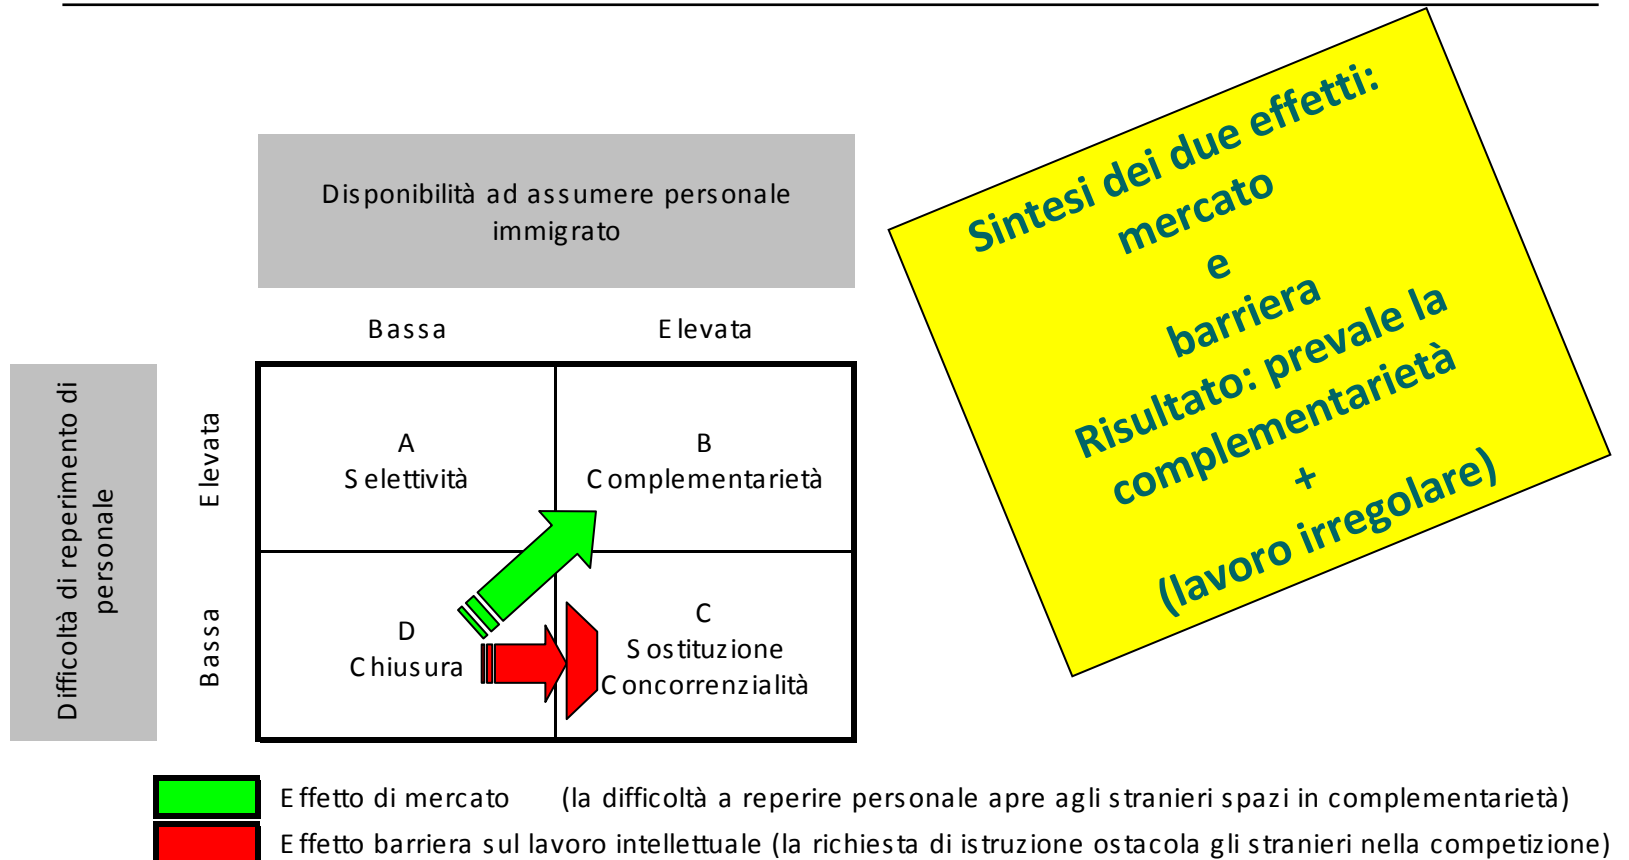 Sintesi dei due effetti:
mercato
e
barriera
Risultato: prevale la
complementarietà
+
(lavoro irregolare)
Disponibilità ad assumere personale
immigrato
Bassa
Elevata
Difficoltà di reperimento di
personale
Elevata
Bassa
A
Selettività
B
Complementarietà
D
Chiusura
C
Sostituzione
Concorrenzialità
Effetto di mercato (la difficoltà a reperire personale apre agli stranieri spazi in complementarietà)
Effetto barriera sul lavoro intellettuale (la richiesta di istruzione ostacola gli stranieri nella competizione)